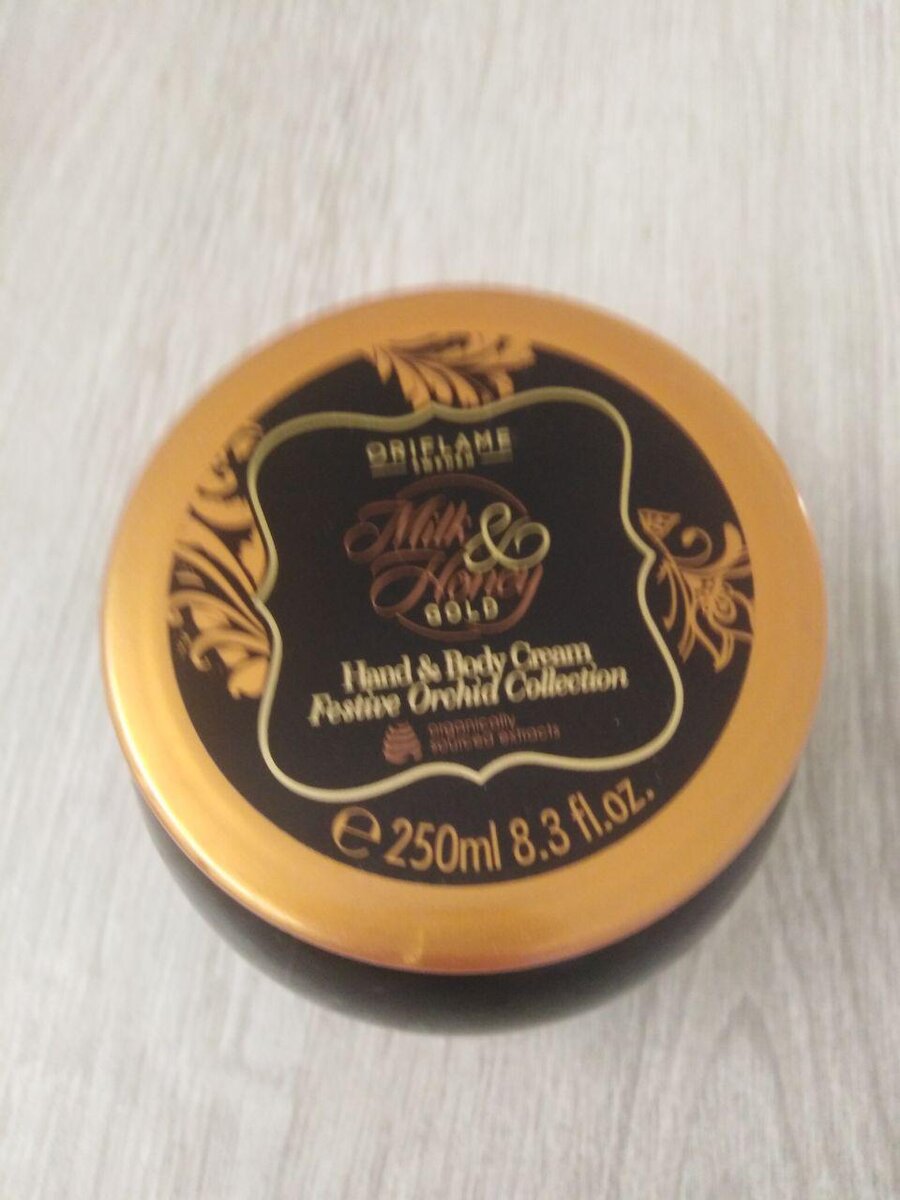 ORIFLAME
SWEDEN
Milk &
Honey
GOLD
Hand & Body Cream
Festive Orchid Collection
organically
sourced extracts
e 250ml 8.3 fl.oz.